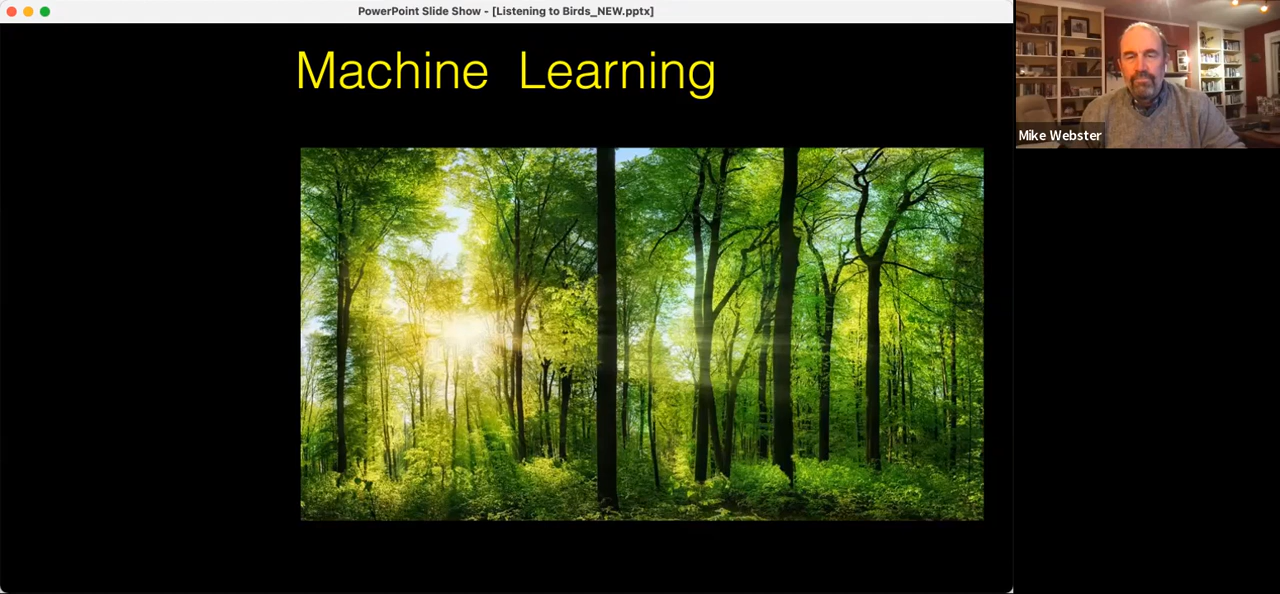 PowerPoint Slide Show - [Listening to Birds_NEW.pptx]
Machine Learning
Mike Webster